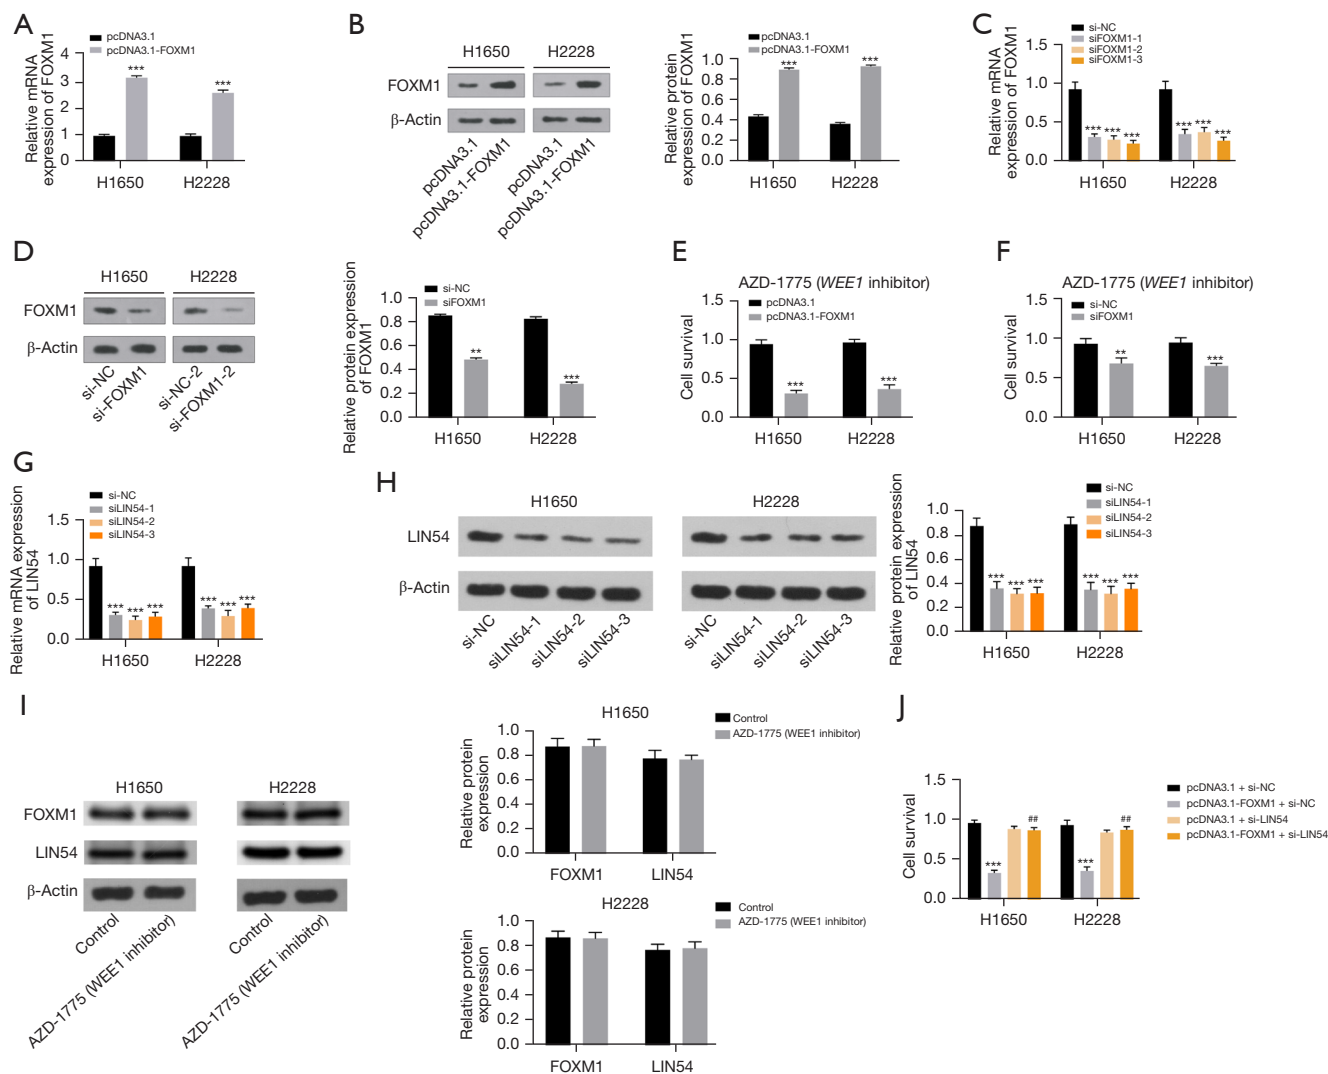 A
pcDNA3.1
pcDNA3.1-FOXM1
Relative mRNA
expression of FOXM1
4
3
2
1
0
***
***
H1650
H2228
B
H1650
H2228
FOXM1
β-Actin
pcDNA3.1
pcDNA3.1-FOXM1
pcDNA3.1
pcDNA3.1-FOXM1
pcDNA3.1
pcDNA3.1-FOXM1
Relative protein
expression of FOXM1
1.0
0.8
0.6
0.4
0.2
0.0
***
***
H1650
H2228
C
si-NC
siFOXM1-1
siFOXM1-2
siFOXM1-3
Relative mRNA
expression of FOXM1
1.5
1.0
0.5
0.0
*** *** ***
*** *** ***
H1650
H2228
D
H1650
H2228
FOXM1
β-Actin
si-NC
si-FOXM1
si-NC-2
si-FOXM1-2
si-NC
siFOXM1
Relative protein expression
of FOXM1
1.0
0.8
0.6
0.4
0.2
0.0
**
***
H1650
H2228
E
AZD-1775 (WEE1 inhibitor)
pcDNA3.1
pcDNA3.1-FOXM1
Cell survival
1.5
1.0
0.5
0.0
***
***
H1650
H2228
F
AZD-1775 (WEE1 inhibitor)
si-NC
siFOXM1
Cell survival
1.5
1.0
0.5
0.0
**
***
H1650
H2228
G
si-NC
siLIN54-1
siLIN54-2
siLIN54-3
Relative mRNA expression
of LIN54
1.5
1.0
0.5
0.0
*** *** ***
*** *** ***
H1650
H2228
H
H1650
H2228
LIN54
β-Actin
si-NC
siLIN54-1
siLIN54-2
siLIN54-3
si-NC
siLIN54-1
siLIN54-2
siLIN54-3
si-NC
siLIN54-1
siLIN54-2
siLIN54-3
Relative protein expression
of LIN54
1.0
0.8
0.6
0.4
0.2
0.0
*** *** ***
*** *** ***
H1650
H2228
I
H1650
H2228
FOXM1
LIN54
β-Actin
Control
AZD-1775 (WEE1 inhibitor)
Control
AZD-1775 (WEE1 inhibitor)
H1650
Control
AZD-1775 (WEE1 inhibitor)
Relative protein
expression
1.0
0.8
0.6
0.4
0.2
0.0
FOXM1
LIN54
H2228
Control
AZD-1775 (WEE1 inhibitor)
Relative protein
expression
1.0
0.8
0.6
0.4
0.2
0.0
FOXM1
LIN54
J
pcDNA3.1 + si-NC
pcDNA3.1-FOXM1 + si-NC
pcDNA3.1 + si-LIN54
pcDNA3.1-FOXM1 + si-LIN54
Cell survival
1.5
1.0
0.5
0.0
***
##
***
##
H1650
H2228